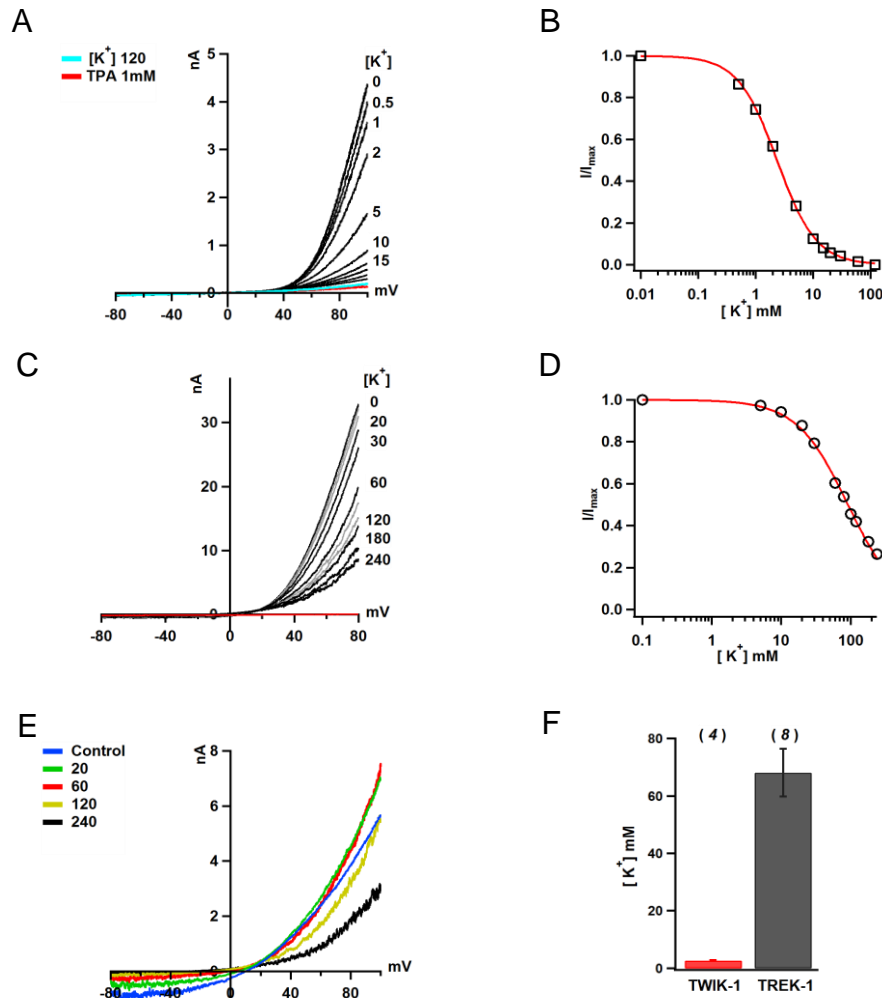 A
[K+] 120
TPA 1mM
nA
5
4
3
2
1
0
-80
-40
0
40
80
mV
[K+]
0
0.5
1
2
5
10
15
B
I/Imax
1.0
0.8
0.6
0.4
0.2
0.0
0.01
0.1
1
10
100
[ K+] mM
C
nA
30
20
10
0
-80
-40
0
40
80
mV
[K+]
0
20
30
60
120
180
240
D
I/Imax
1.0
0.8
0.6
0.4
0.2
0.0
0.1
1
10
100
[ K+] mM
E
Control
20
60
120
240
nA
8
6
4
2
0
-80
-40
0
40
80
mV
F
[ K+] mM
80
60
40
20
0
( 4 )
( 8 )
TWIK-1
TREK-1